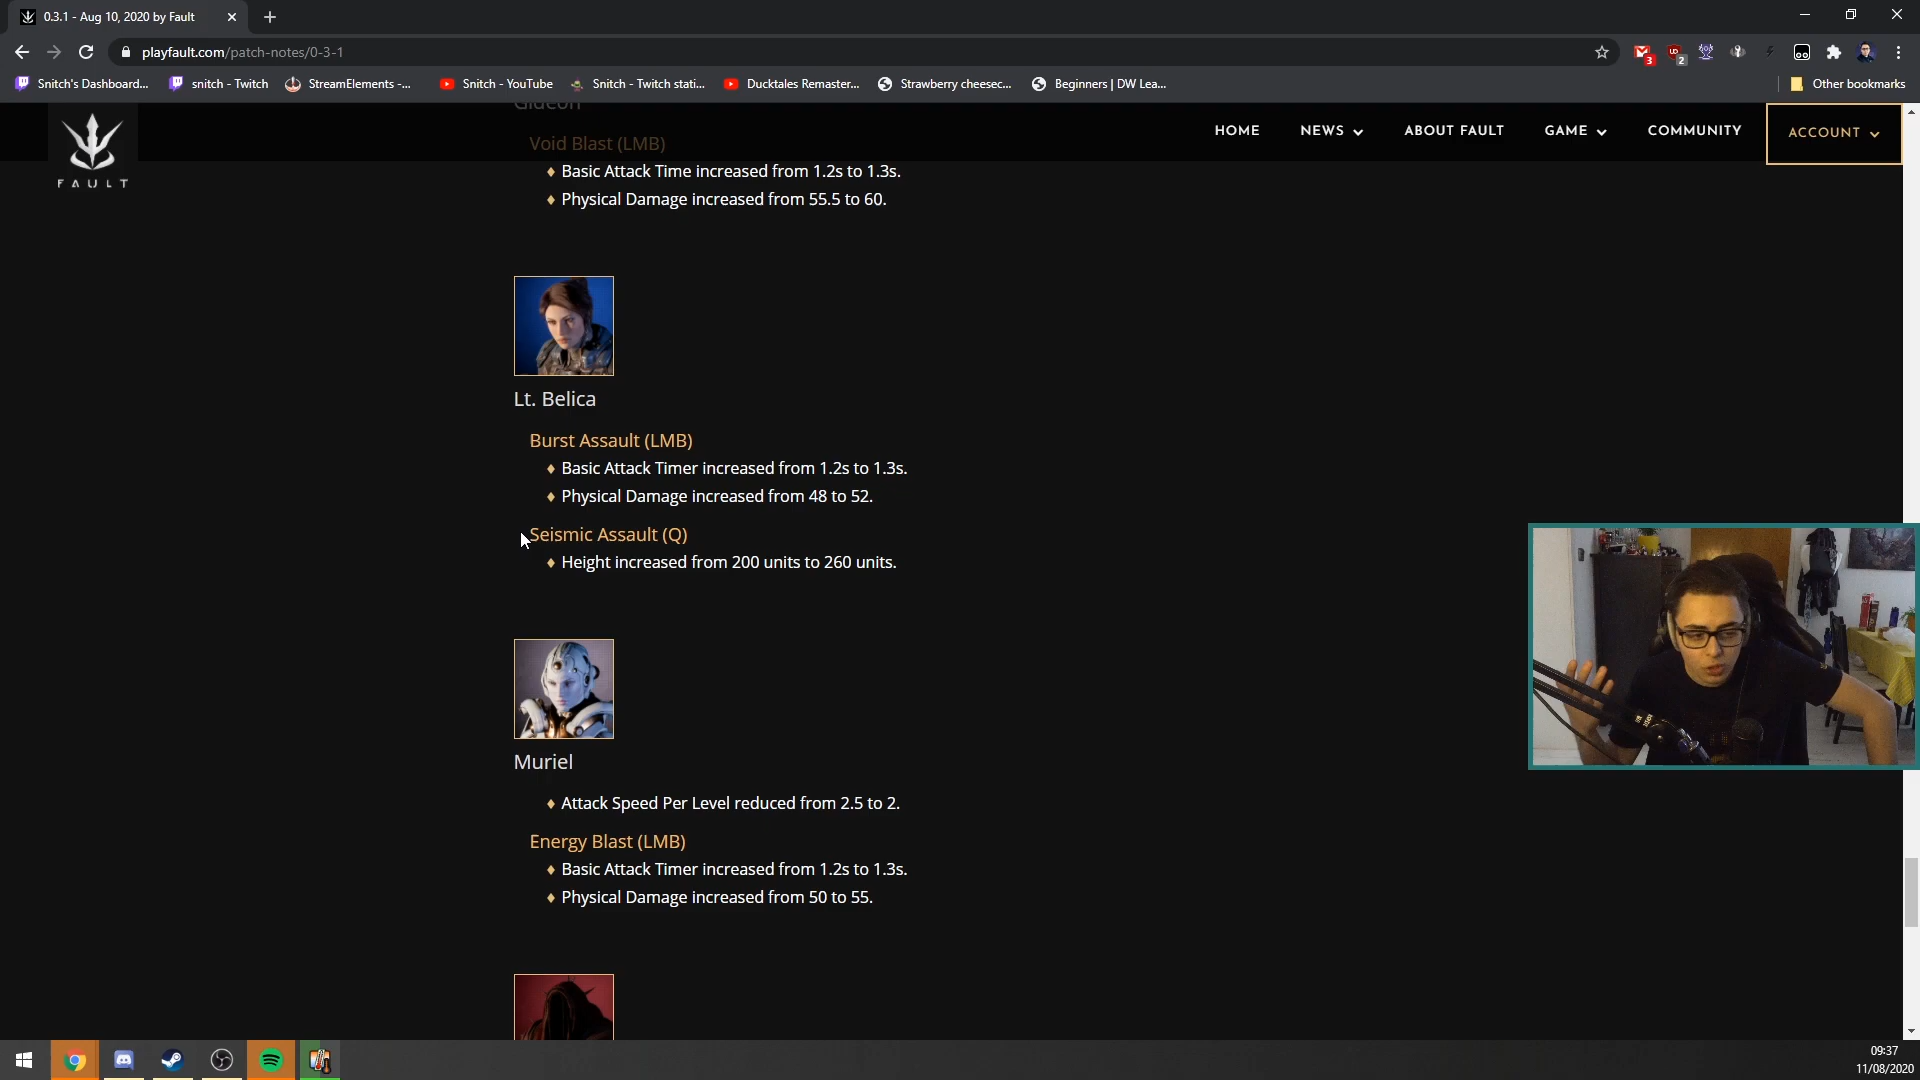 0.3.1 - Aug 10, 2020 by Fault
playfault.com/patch-notes/0-3-1
3
UD
2
Snitch's Dashboard...
snitch - Twitch
StreamElements -...
Snitch - YouTube
Snitch - Twitch stati...
Ducktales Remaster...
Strawberry cheesec...
Beginners | DW Lea...
Other bookmarks
FAULT
HOME
NEWS
ABOUT FAULT
GAME
COMMUNITY
ACCOUNT
Gideon
Void Blast (LMB)
Basic Attack Time increased from 1.2s to 1.3s.
Physical Damage increased from 55.5 to 60.
Lt. Belica
Burst Assault (LMB)
Basic Attack Timer increased from 1.2s to 1.3s.
Physical Damage increased from 48 to 52.
Seismic Assault (Q)
Height increased from 200 units to 260 units.
Muriel
Attack Speed Per Level reduced from 2.5 to 2.
Energy Blast (LMB)
Basic Attack Timer increased from 1.2s to 1.3s.
Physical Damage increased from 50 to 55.
09:37
11/08/2020